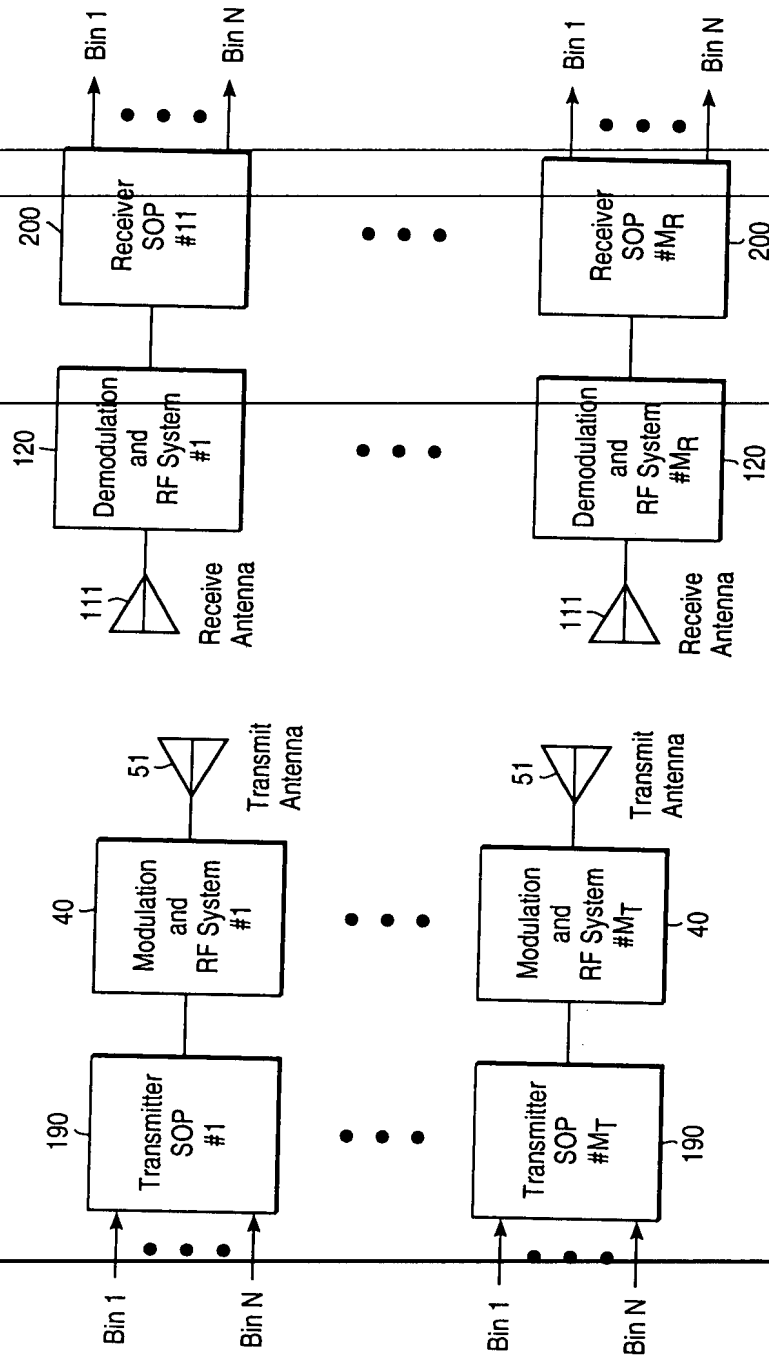 Bin 1
Bin N
190
Transmitter
SOP
#1
40
Modulation
and
RF System
#1
51
Transmit
Antenna
111
Receive
Antenna
120
Demodulation
and
RF System
#1
200
Receiver
SOP
#11
Bin 1
Bin N
Bin 1
Bin N
Transmitter
SOP
#MT
190
Modulation
and
RF System
#MT
40
51
Transmit
Antenna
111
Receive
Antenna
Demodulation
and
RF System
#MR
120
Receiver
SOP
#MR
200
Bin 1
Bin N